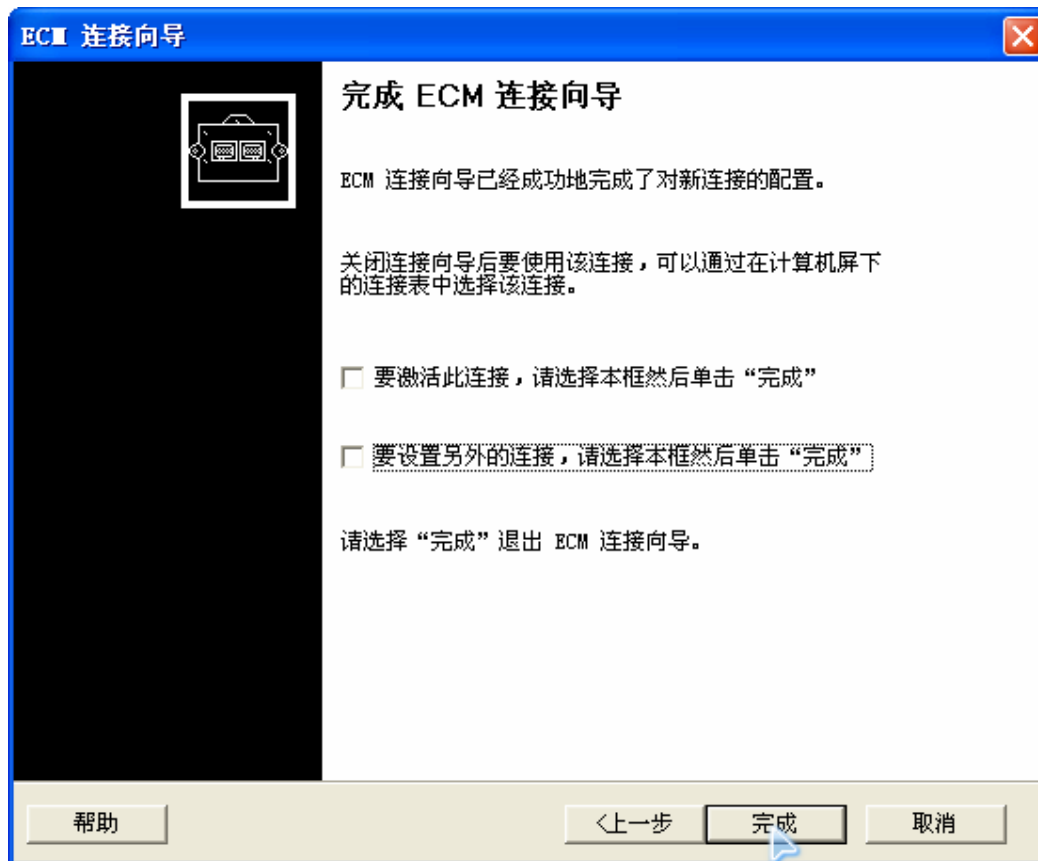 ECM 连接向导
完成 ECM 连接向导
ECM 连接向导已经成功地完成了对新连接的配置。
关闭连接向导后要使用该连接，可以通过在计算机屏下
的连接表中选择该连接。
要激活此连接，请选择本框然后单击“完成”
要设置另外的连接，请选择本框然后单击“完成”
请选择“完成”退出 ECM 连接向导。
帮助
<上一步
完成
取消